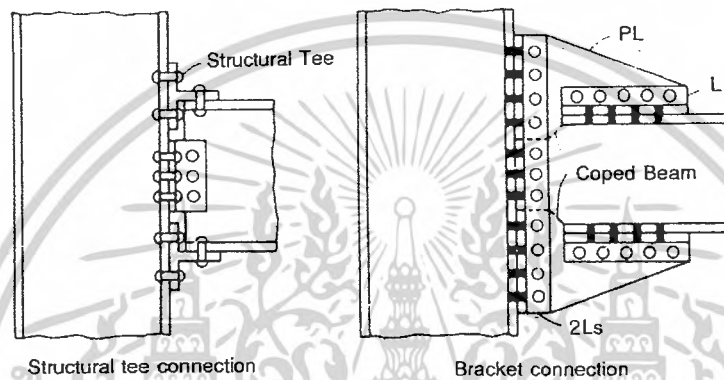 Structural Tee
PL
L
Coped Beam
2Ls
Structural tee connection
Bracket connection